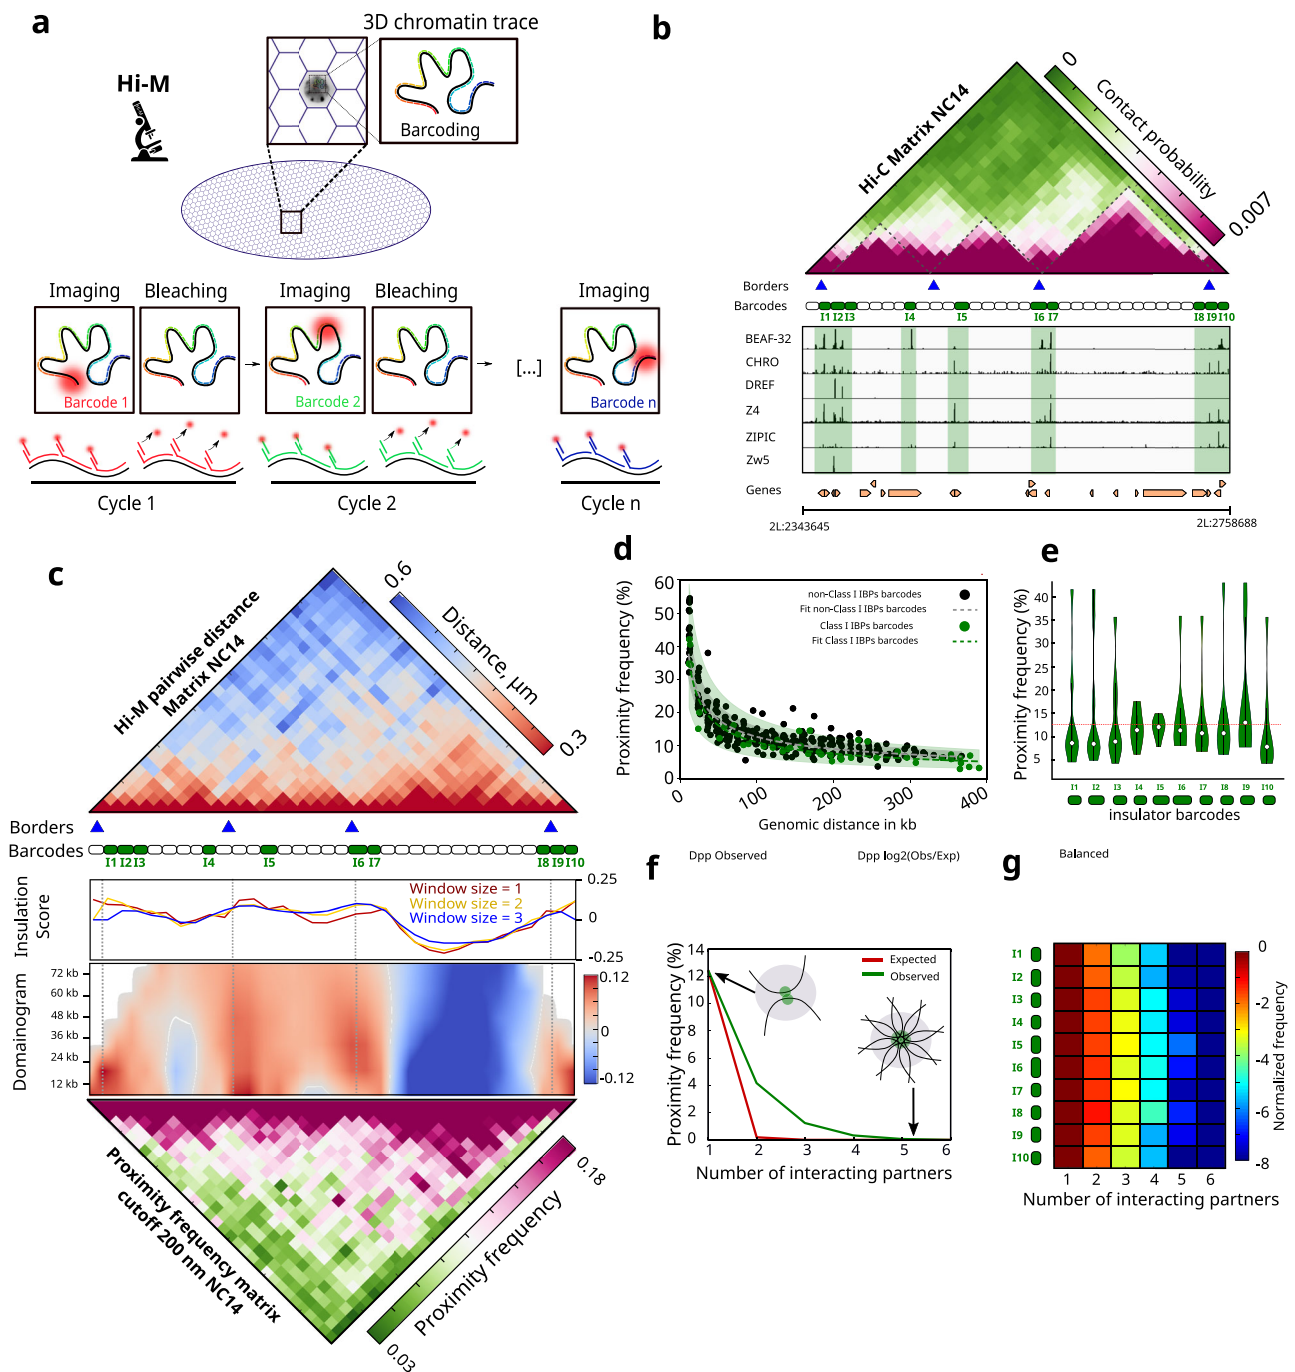 a
3D chromatin trace
Hi-M
Barcoding
Imaging
Bleaching
Imaging
Bleaching
Imaging
Barcode 1
Barcode 2
[...]
Barcode n
Cycle 1
Cycle 2
Cycle n
b
Hi-C Matrix NC14
0
Contact probability
0.007
Borders
Barcodes
I1 I2 I3 I4 I5 I6 I7 I8 I9 I10
BEAF-32
CHRO
DREF
Z4
ZIPIC
Zw5
Genes
2L:2343645
2L:2758688
c
Hi-M pairwise distance
Matrix NC14
0.6
Distance, μm
0.3
Borders
Barcodes
I1 I2 I3 I4 I5 I6 I7 I8 I9 I10
Insulation
Score
Window size = 1
Window size = 2
Window size = 3
0.25
0
-0.25
Domainogram
72 kb
60 kb
48 kb
36 kb
24 kb
12 kb
0.12
0
-0.12
Proximity frequency matrix
cutoff 200 nm NC14
0.18
Proximity frequency
0.03
d
Proximity frequency (%)
60
50
40
30
20
10
0
non-Class I IBPs barcodes
Fit non-Class I IBPs barcodes
Class I IBPs barcodes
Fit Class I IBPs barcodes
0 100 200 300 400
Genomic distance in kb
e
Proximity frequency (%)
40
35
30
25
20
15
10
5
I1 I2 I3 I4 I5 I6 I7 I8 I9 I10
insulator barcodes
f
Dpp Observed
Dpp log2(Obs/Exp)
Balanced
Proximity frequency (%)
14
12
10
8
6
4
2
0
Expected
Observed
1 2 3 4 5 6
Number of interacting partners
g
I1
I2
I3
I4
I5
I6
I7
I8
I9
I10
1 2 3 4 5 6
Number of interacting partners
0
-2
-4
-6
-8
Normalized frequency